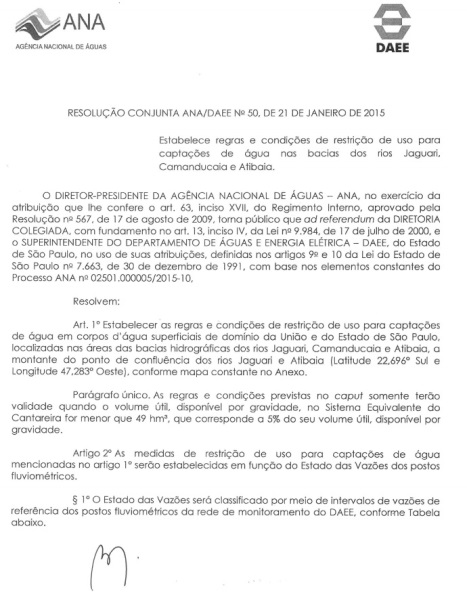 ANA
AGÊNCIA NACIONAL DE ÁGUAS
DAEE
RESOLUÇÃO CONJUNTA ANA/DAEE Nº 50, DE 21 DE JANEIRO DE 2015
Estabelece regras e condições de restrição de uso para
captações de água nas bacias dos rios Jaguari,
Camanducaia e Atibaia.
O DIRETOR-PRESIDENTE DA AGÊNCIA NACIONAL DE ÁGUAS – ANA, no exercício da
atribuição que lhe confere o art. 63, inciso XVII, do Regimento Interno, aprovado pela
Resolução nº 567, de 17 de agosto de 2009, torna público que ad referendum da DIRETORIA
COLEGIADA, com fundamento no art. 13, inciso IV, da Lei nº 9.984, de 17 de julho de 2000, e
o SUPERINTENDENTE DO DEPARTAMENTO DE ÁGUAS E ENERGIA ELÉTRICA – DAEE, do Estado
de São Paulo, no uso de suas atribuições, definidas nos artigos 9º e 10 da Lei do Estado de
São Paulo nº 7.663, de 30 de dezembro de 1991, com base nos elementos constantes do
Processo ANA nº 02501.000005/2015-10,
Resolvem:
Art. 1º Estabelecer as regras e condições de restrição de uso para captações
de água em corpos d'água superficiais de domínio da União e do Estado de São Paulo,
localizadas nas áreas das bacias hidrográficas dos rios Jaguari, Camanducaia e Atibaia, a
montante do ponto de confluência dos rios Jaguari e Atibaia (Latitude 22,696° Sul e
Longitude 47,283° Oeste), conforme mapa constante no Anexo.
Parágrafo único. As regras e condições previstas no caput somente terão
validade quando o volume útil, disponível por gravidade, no Sistema Equivalente do
Cantareira for menor que 49 hm³, que corresponde a 5% do seu volume útil, disponível por
gravidade.
Artigo 2º As medidas de restrição de uso para captações de água
mencionadas no artigo 1º serão estabelecidas em função do Estado das Vazões dos postos
fluviométricos.
§ 1º O Estado das Vazões será classificado por meio de intervalos de vazões de
referência dos postos fluviométricos da rede de monitoramento do DAEE, conforme Tabela
abaixo.